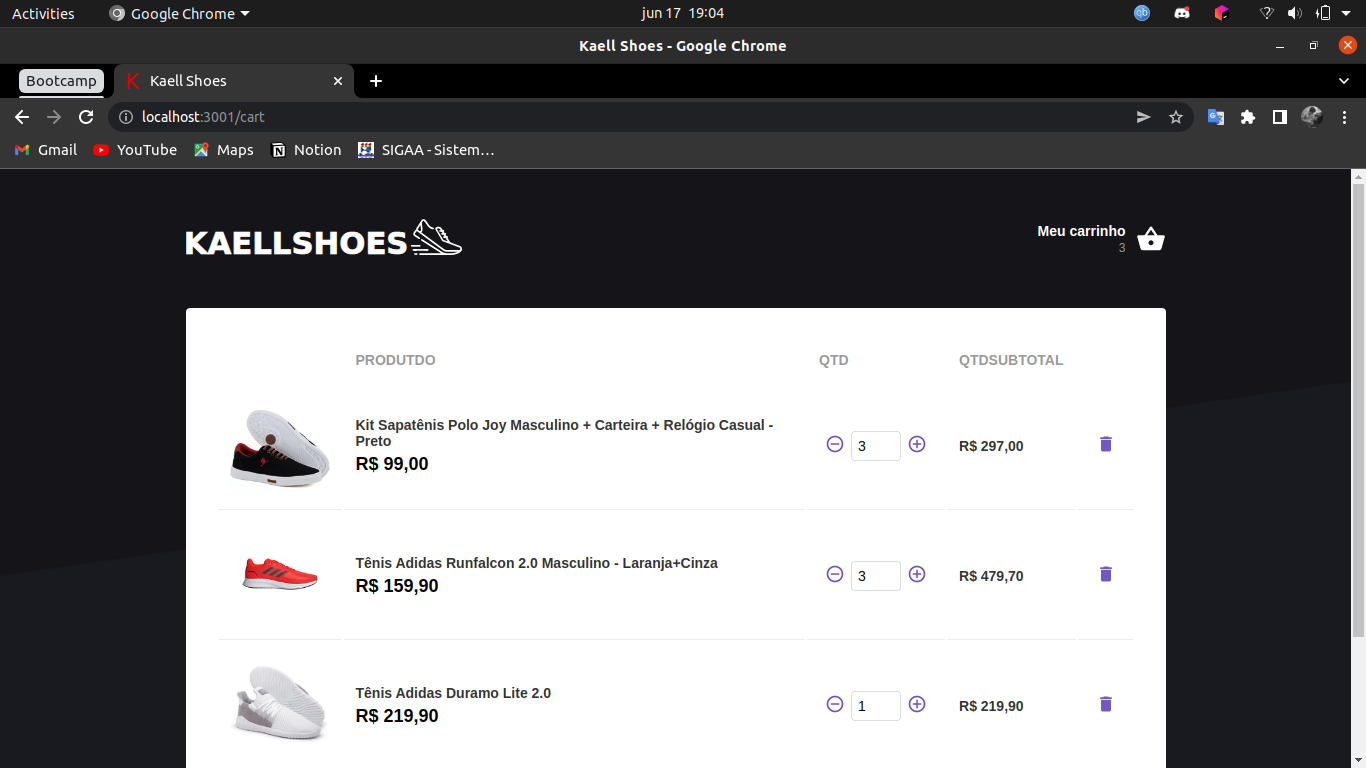 Activities Google Chrome jun 17 19:04 qb
Kaell Shoes - Google Chrome
Bootcamp Kaell Shoes
localhost:3001/cart
Gmail YouTube Maps Notion SIGAA - Sistem…
KAELLSHOES
Meu carrinho
3
PRODUTDO QTD QTDSUBTOTAL
Kit Sapatênis Polo Joy Masculino + Carteira + Relógio Casual -
Preto
R$ 99,00
3
R$ 297,00
Tênis Adidas Runfalcon 2.0 Masculino - Laranja+Cinza
R$ 159,90
3
R$ 479,70
Tênis Adidas Duramo Lite 2.0
R$ 219,90
1
R$ 219,90